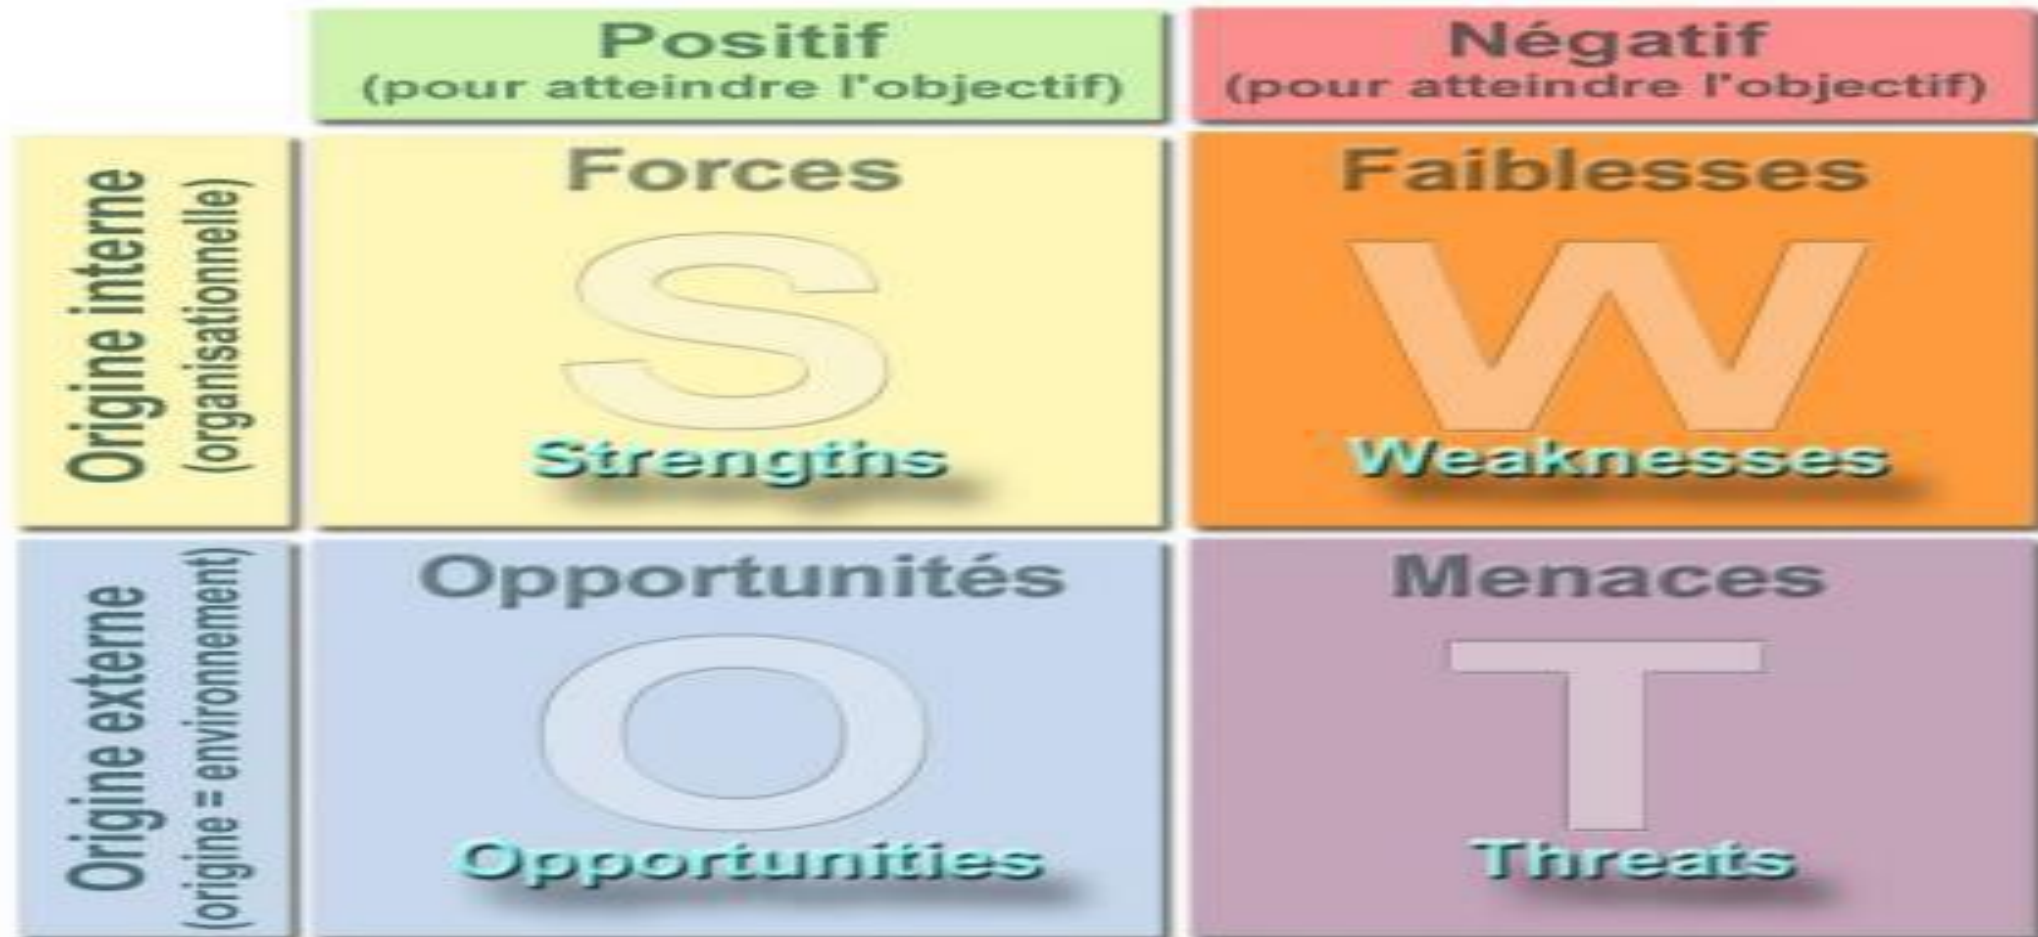 Positif
(pour atteindre l'objectif)
Négatif
(pour atteindre l'objectif)
Origine interne
(organisationnelle)
Forces
S
Strengths
Faiblesses
W
Weaknesses
Origine externe
(origine = environnement)
Opportunités
O
Opportunities
Menaces
T
Threats